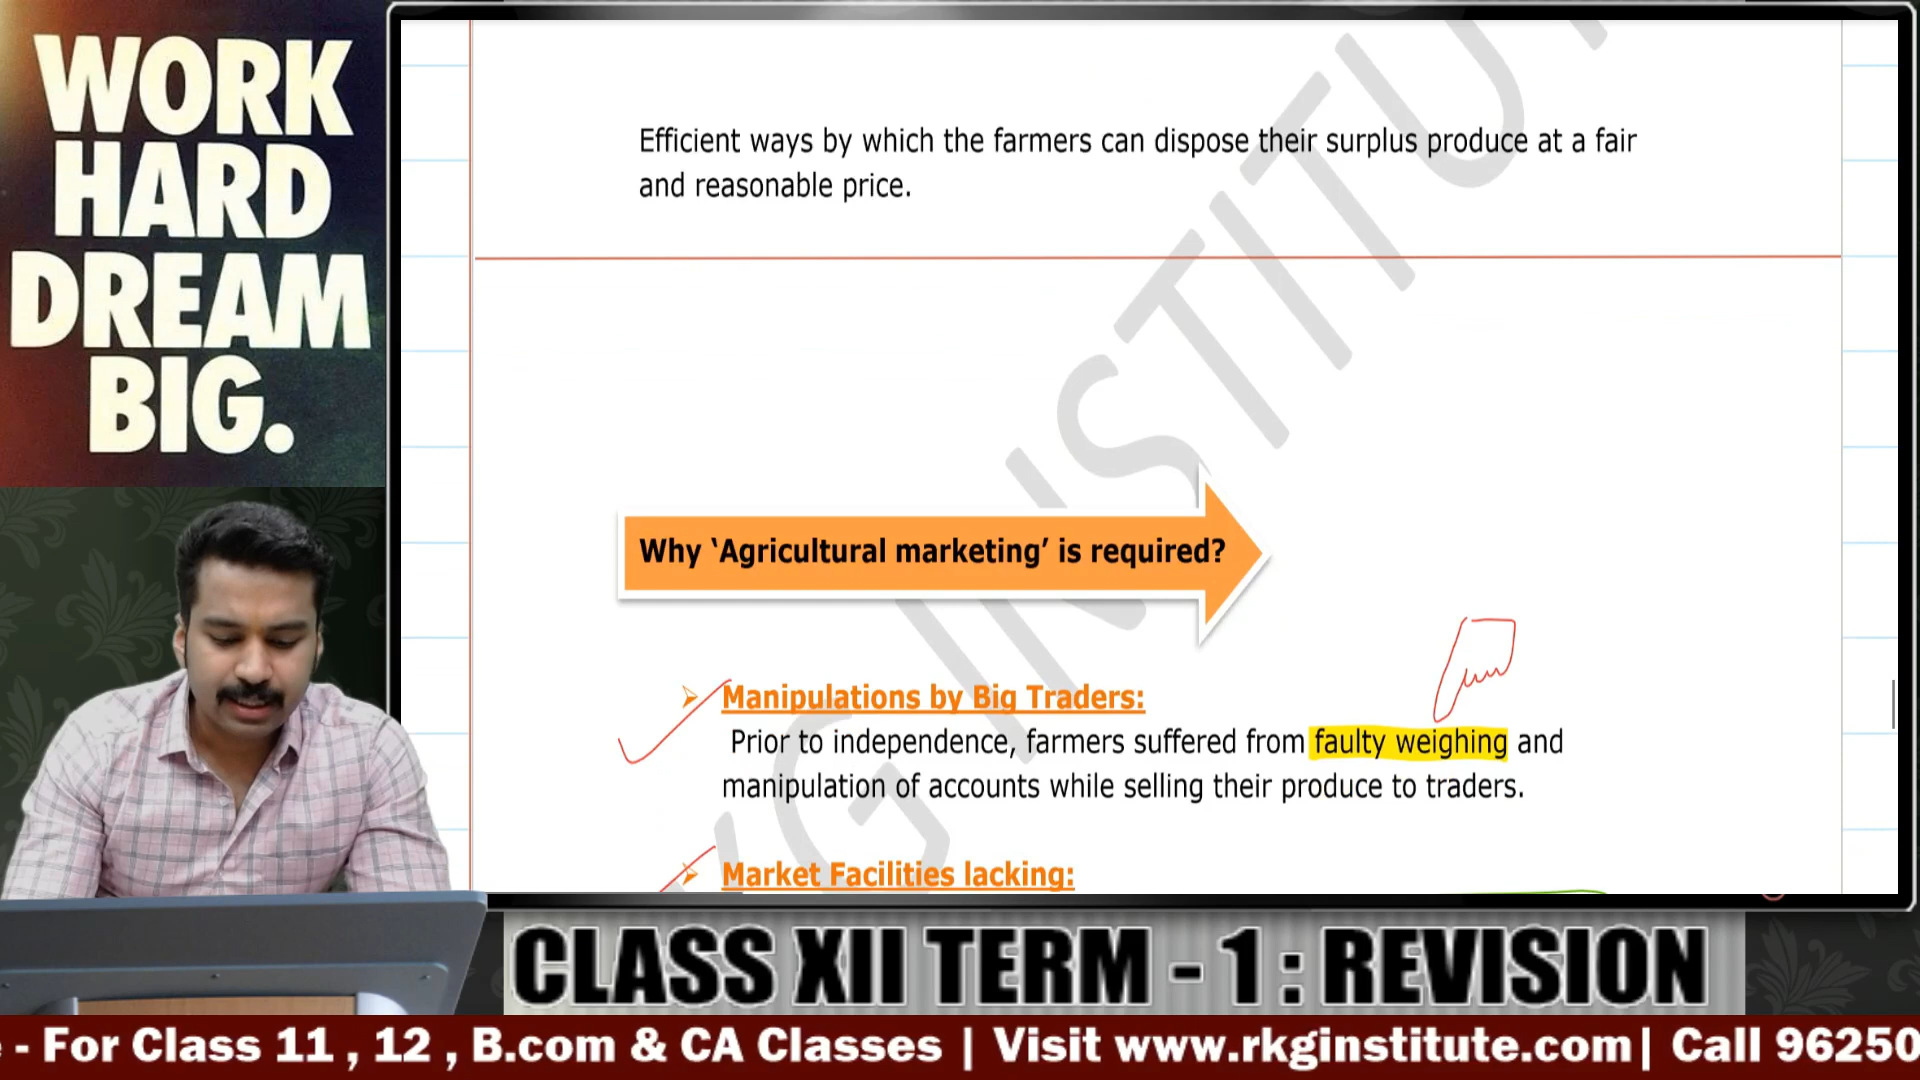 WORK
HARD
DREAM
BIG.
Efficient ways by which the farmers can dispose their surplus produce at a fair
and reasonable price.
Why ‘Agricultural marketing’ is required?
Manipulations by Big Traders:
Prior to independence, farmers suffered from faulty weighing and
manipulation of accounts while selling their produce to traders.
Market Facilities lacking:
G INSTITU
CLASS XII TERM - 1 : REVISION
- For Class 11 , 12 , B.com & CA Classes | Visit www.rkginstitute.com| Call 96250